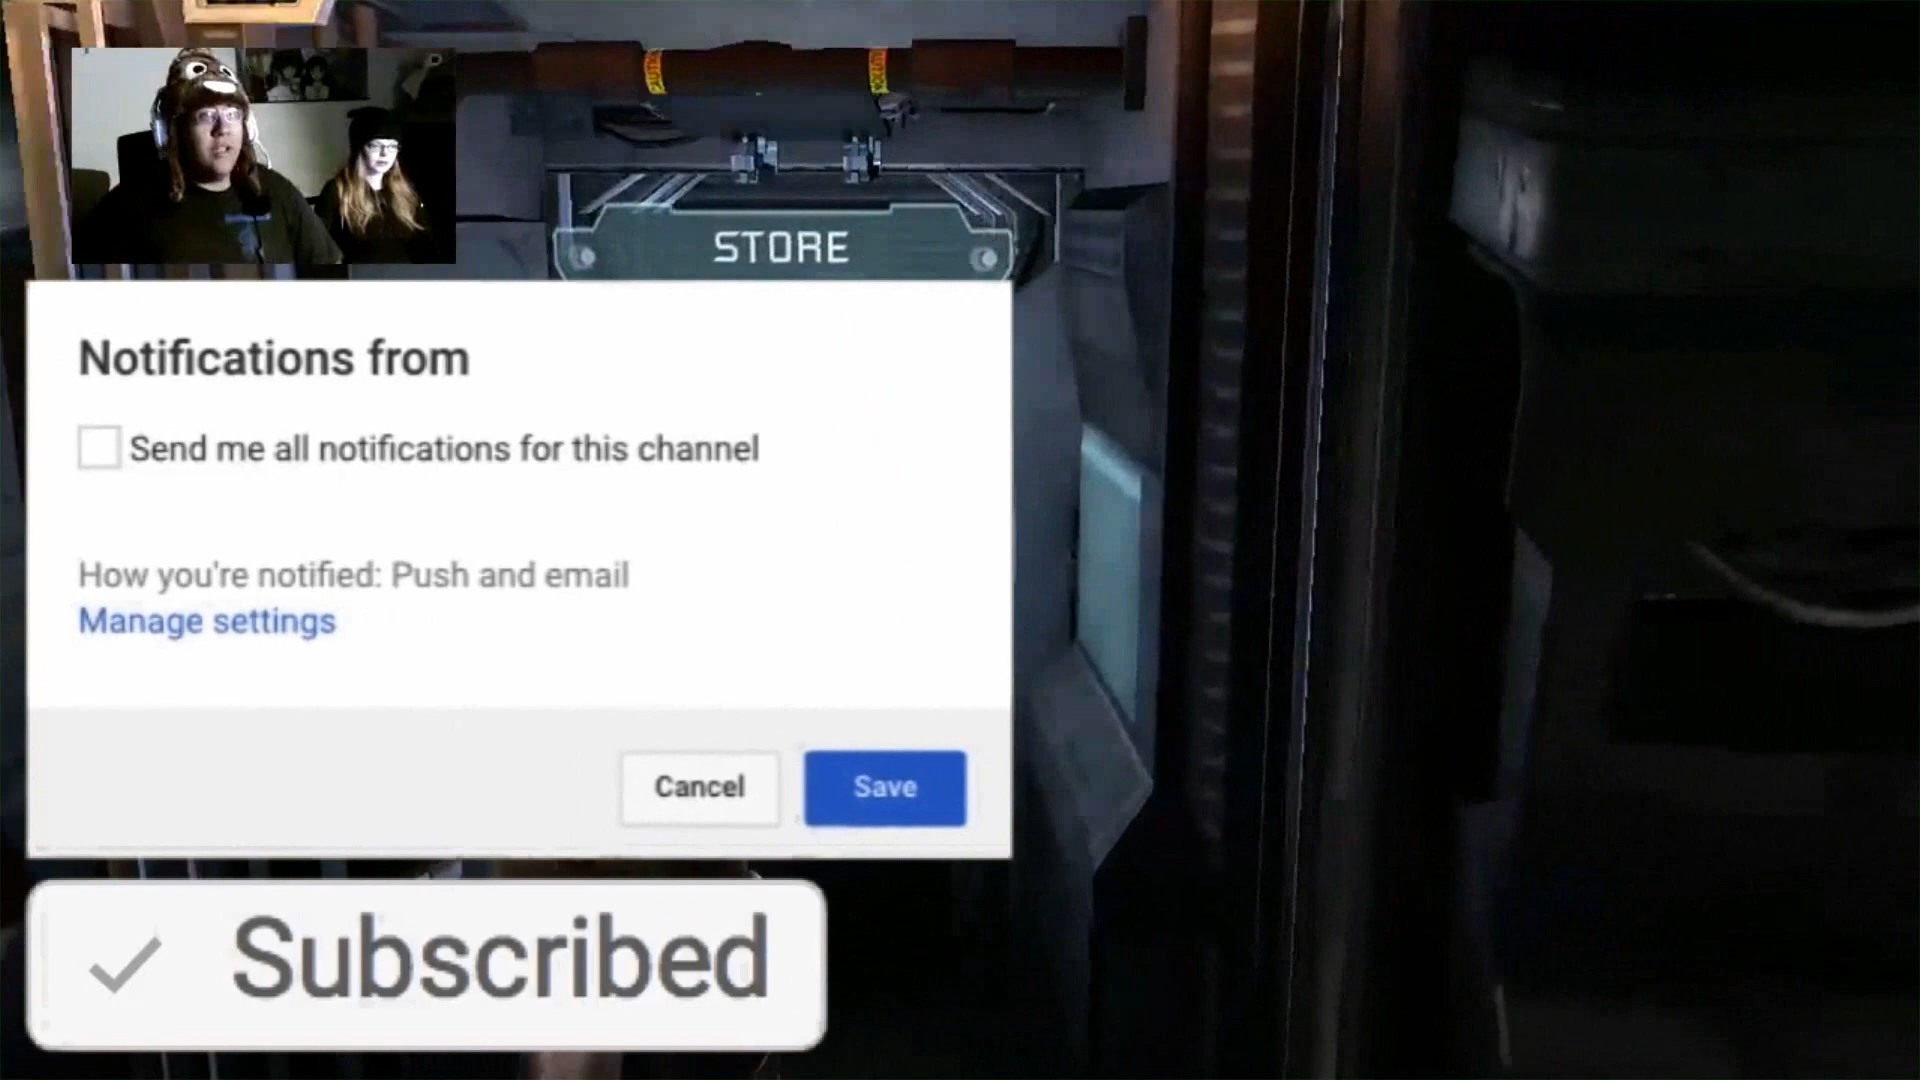 STORE
Notifications from
Send me all notifications for this channel
How you're notified: Push and email
Manage settings
Cancel
Save
Subscribed